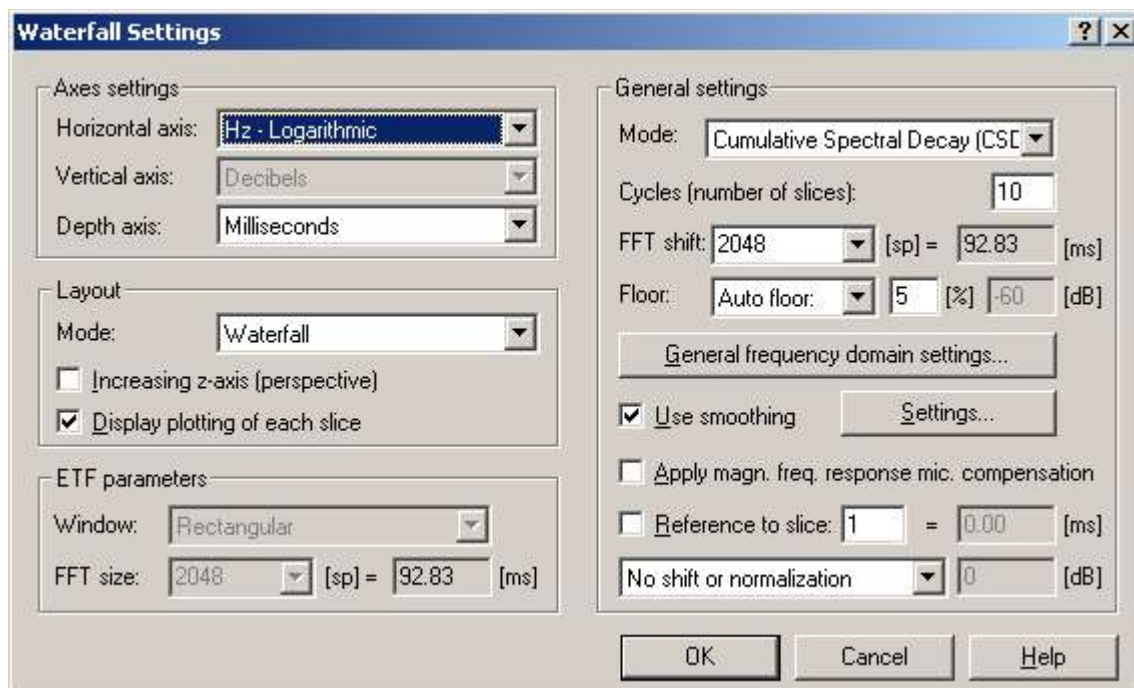 Waterfall Settings
Axes settings
Horizontal axis: Hz - Logarithmic
Vertical axis: Decibels
Depth axis: Milliseconds
Layout
Mode: Waterfall
Increasing z-axis (perspective)
Display plotting of each slice
ETF parameters
Window: Rectangular
FFT size: 2048 [sp] = 92.83 [ms]
General settings
Mode: Cumulative Spectral Decay (CSD
Cycles (number of slices): 10
FFT shift: 2048 [sp] = 92.83 [ms]
Floor: Auto floor: 5 [%] -60 [dB]
General frequency domain settings...
Use smoothing Settings...
Apply magn. freq. response mic. compensation
Reference to slice: 1 = 0.00 [ms]
No shift or normalization 0 [dB]
OK Cancel Help